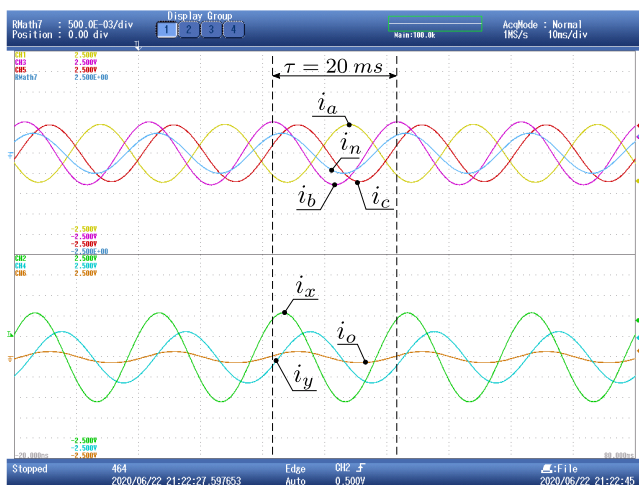 RMath7 : 500.0E-03/div
Position : 0.00 div
Display Group
1 2 3 4
Main:100.0k
AcqMode : Normal
1MS/s 10ms/div
CH1 2.500V
CH3 2.500V
CH5 2.500V
RMath7 2.500E+00
τ = 20 ms
i_a
i_n
i_b
i_c
-2.500V
-2.500V
-2.500V
-2.500E+00
CH2 2.500V
CH4 2.500V
CH6 2.500V
i_x
i_o
i_y
-2.500V
-2.500V
-2.500V
-20.000ms 80.000ms
Stopped 464 Edge CH2 :File
2020/06/22 21:22:27.597653 Auto 0.500V 2020/06/22 21:22:45